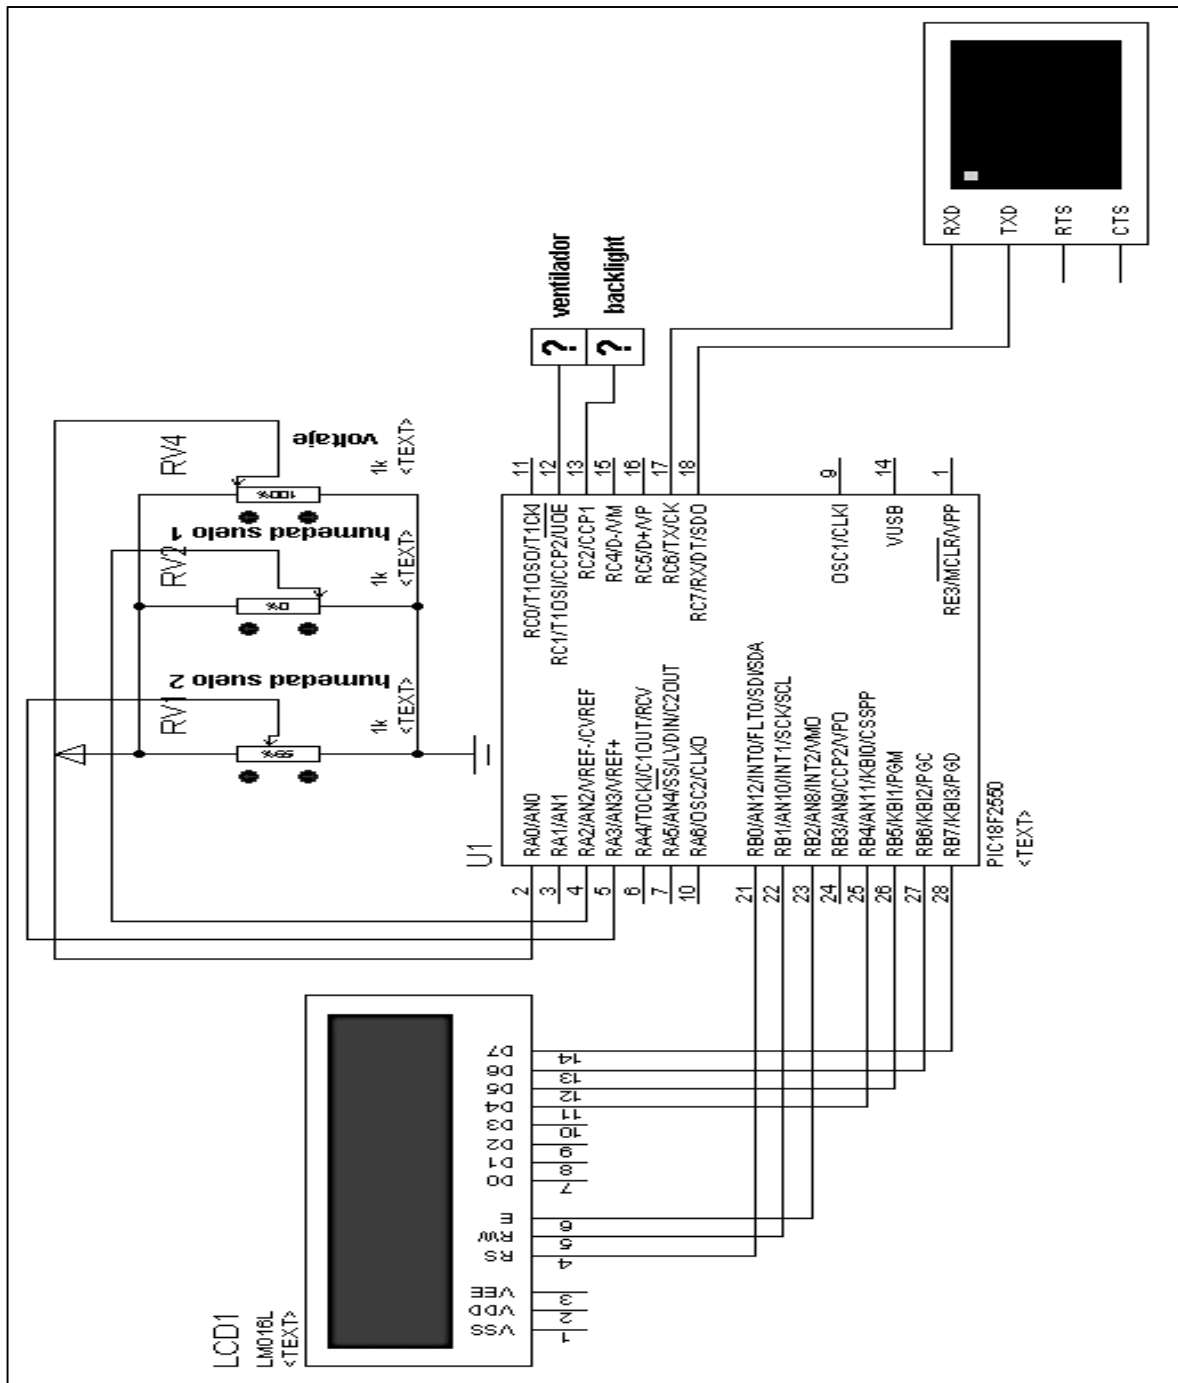 LCD1
LM016L
<TEXT>
VSS
VDD
VEE
RS
RW
E
D0
D1
D2
D3
D4
D5
D6
D7
1
2
3
4
5
6
7
8
9
10
11
12
13
14
U1
2
3
4
5
6
7
10
21
22
23
24
25
26
27
28
RA0/AN0
RA1/AN1
RA2/AN2/VREF-/CVREF
RA3/AN3/VREF+
RA4/T0CKI/C1OUT/RCV
RA5/AN4/SS/LVDIN/C2OUT
RA6/OSC2/CLKO
RB0/AN12/INT0/FLT0/SDI/SDA
RB1/AN10/INT1/SCK/SCL
RB2/AN8/INT2/VMO
RB3/AN9/CCP2/VPO
RB4/AN11/KBI0/CSSPP
RB5/KBI1/PGM
RB6/KBI2/PGC
RB7/KBI3/PGD
RC0/T1OSO/T1CKI
RC1/T1OSI/CCP2/UOE
RC2/CCP1
RC4/D-/VM
RC5/D+/VP
RC6/TX/CK
RC7/RX/DT/SDO
OSC1/CLKI
VUSB
RE3/MCLR/VPP
11
12
13
15
16
17
18
9
14
1
PIC18F2550
<TEXT>
RV1
humedad suelo 2
59%
1k
<TEXT>
RV2
humedad suelo 1
0%
1k
<TEXT>
RV4
voltaje
100%
1k
<TEXT>
?
ventilador
?
backlight
RXD
TXD
RTS
CTS